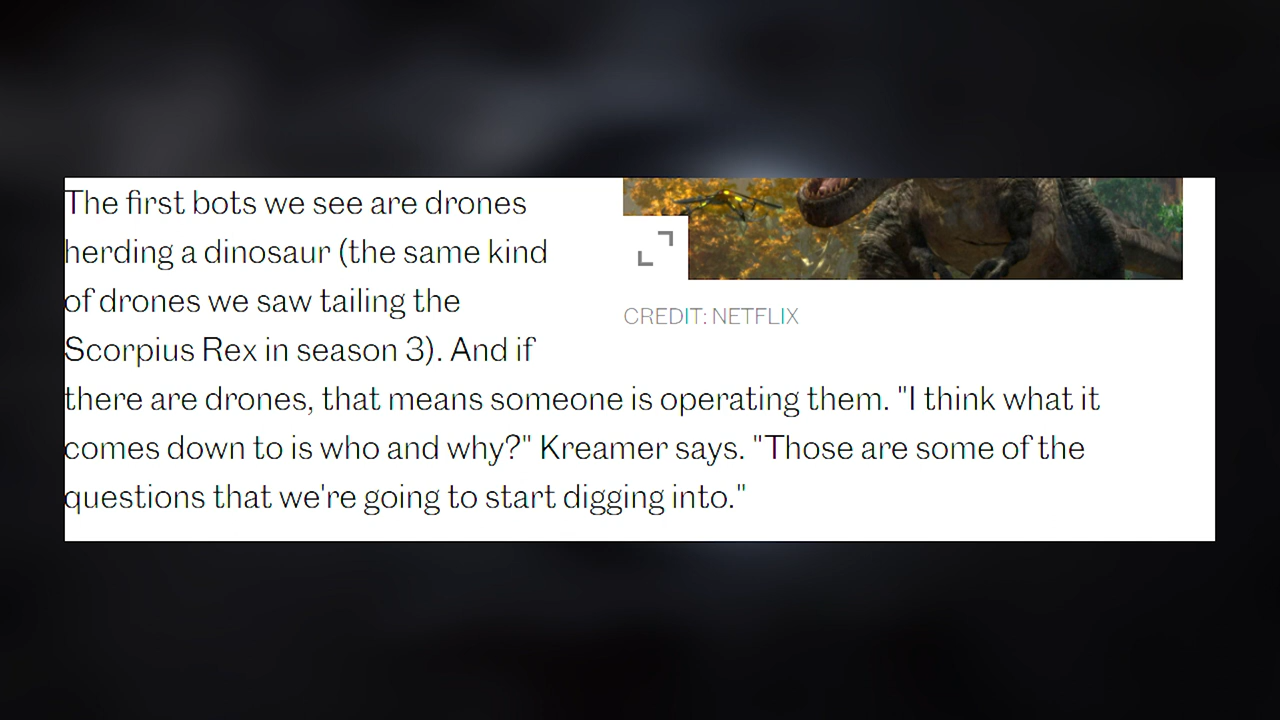 The first bots we see are drones
herding a dinosaur (the same kind
of drones we saw tailing the
Scorpius Rex in season 3). And if
there are drones, that means someone is operating them. "I think what it
comes down to is who and why?" Kreamer says. "Those are some of the
questions that we're going to start digging into."
CREDIT: NETFLIX